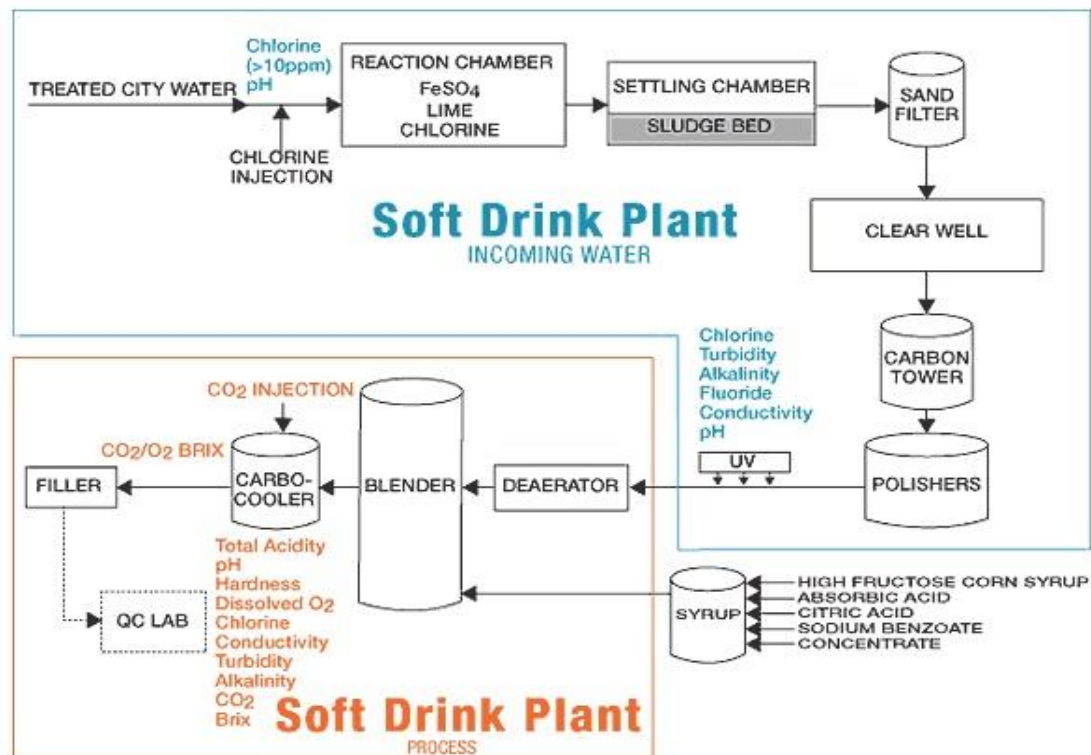 Chlorine
(>10ppm)
pH
TREATED CITY WATER
CHLORINE
INJECTION
REACTION CHAMBER
FeSO4
LIME
CHLORINE
SETTLING CHAMBER
SLUDGE BED
SAND
FILTER
Soft Drink Plant
INCOMING WATER
CLEAR WELL
CARBON
TOWER
POLISHERS
Chlorine
Turbidity
Alkalinity
Fluoride
Conductivity
pH
UV
DEAERATOR
BLENDER
CO2 INJECTION
CARBO-
COOLER
CO2/O2 BRIX
FILLER
QC LAB
Total Acidity
pH
Hardness
Dissolved O2
Chlorine
Conductivity
Turbidity
Alkalinity
CO2
Brix
SYRUP
HIGH FRUCTOSE CORN SYRUP
ABSORBIC ACID
CITRIC ACID
SODIUM BENZOATE
CONCENTRATE
Soft Drink Plant
PROCESS